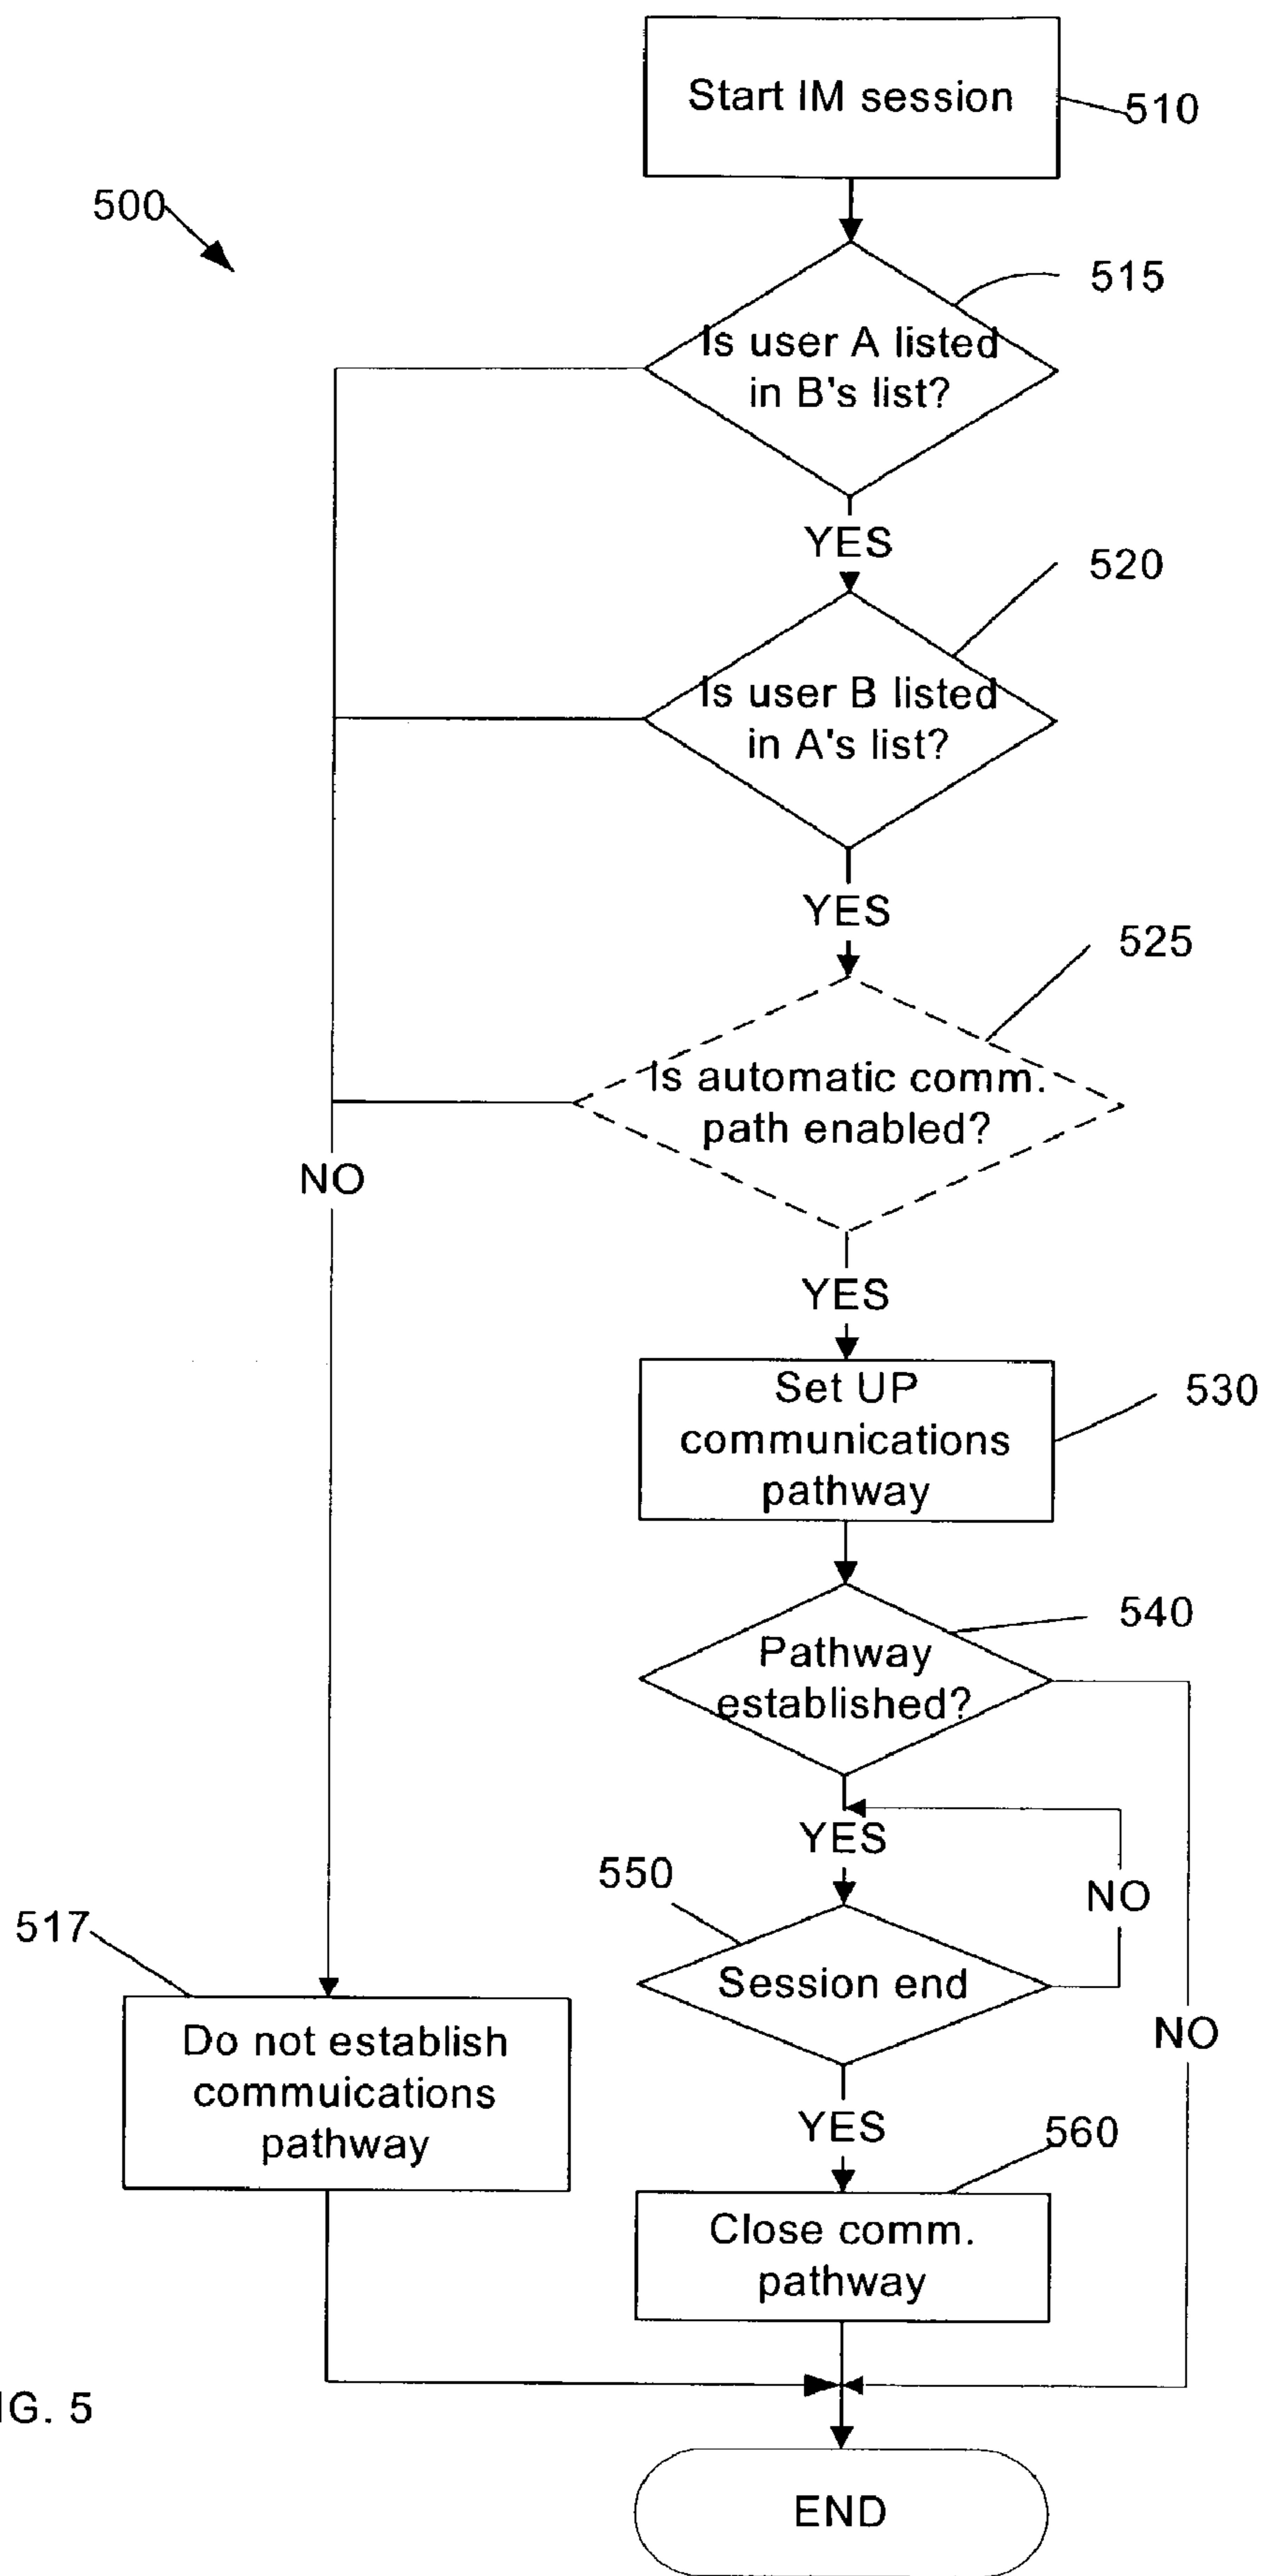 Start IM session
510
500
515
Is user A listed
in B's list?
YES
520
Is user B listed
in A's list?
YES
525
Is automatic comm.
path enabled?
NO
YES
Set UP
communications
pathway
530
540
Pathway
established?
YES
550
NO
517
Session end
NO
Do not establish
commuications
pathway
YES
560
Close comm.
pathway
IG. 5
END